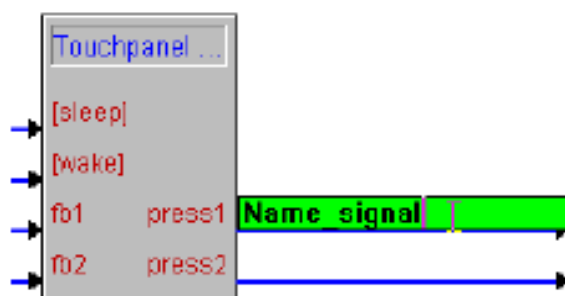 Touchpanel ...
[sleep]
[wake]
fb1 press1 Name_signal
fb2 press2